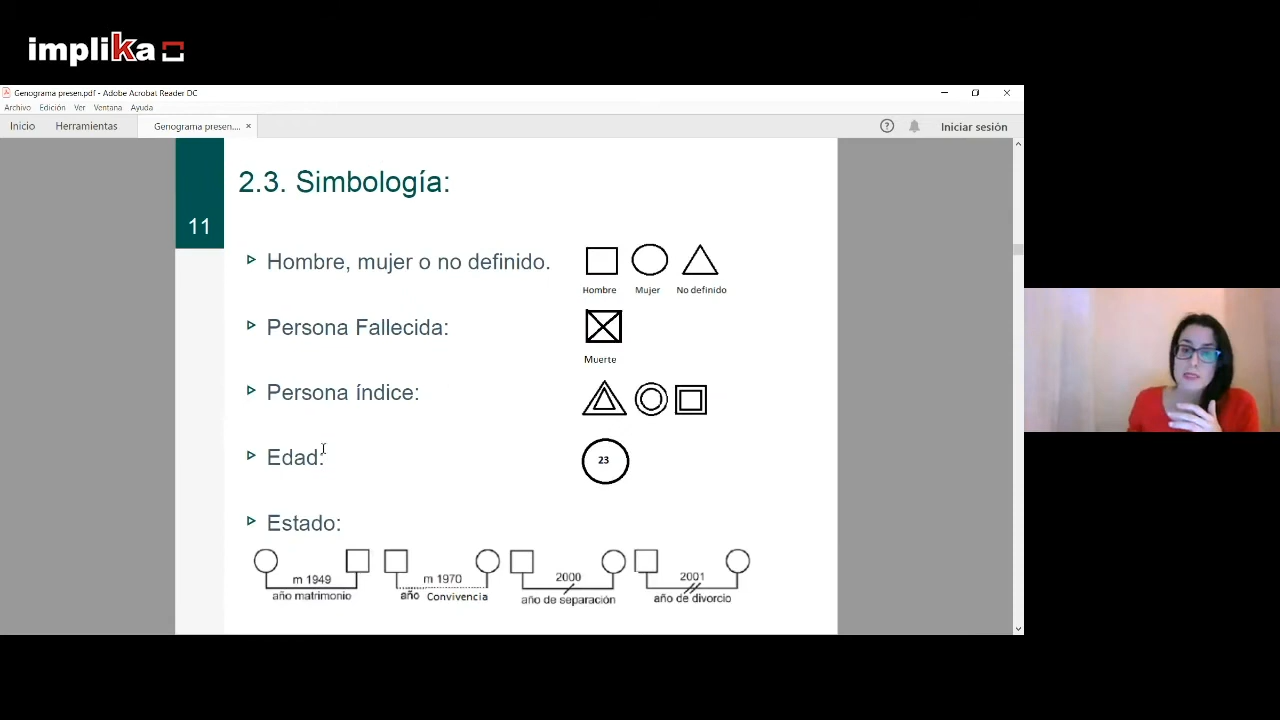 implika
Genograma presen.pdf - Adobe Acrobat Reader DC
Archivo Edición Ver Ventana Ayuda
Inicio Herramientas Genograma presen.... × Iniciar sesión
2.3. Simbología:
11
Hombre, mujer o no definido.
Hombre Mujer No definido
Persona Fallecida:
Muerte
Persona índice:
Edad:
23
Estado:
m 1949 m 1970 2000 2001
año matrimonio año Convivencia año de separación año de divorcio